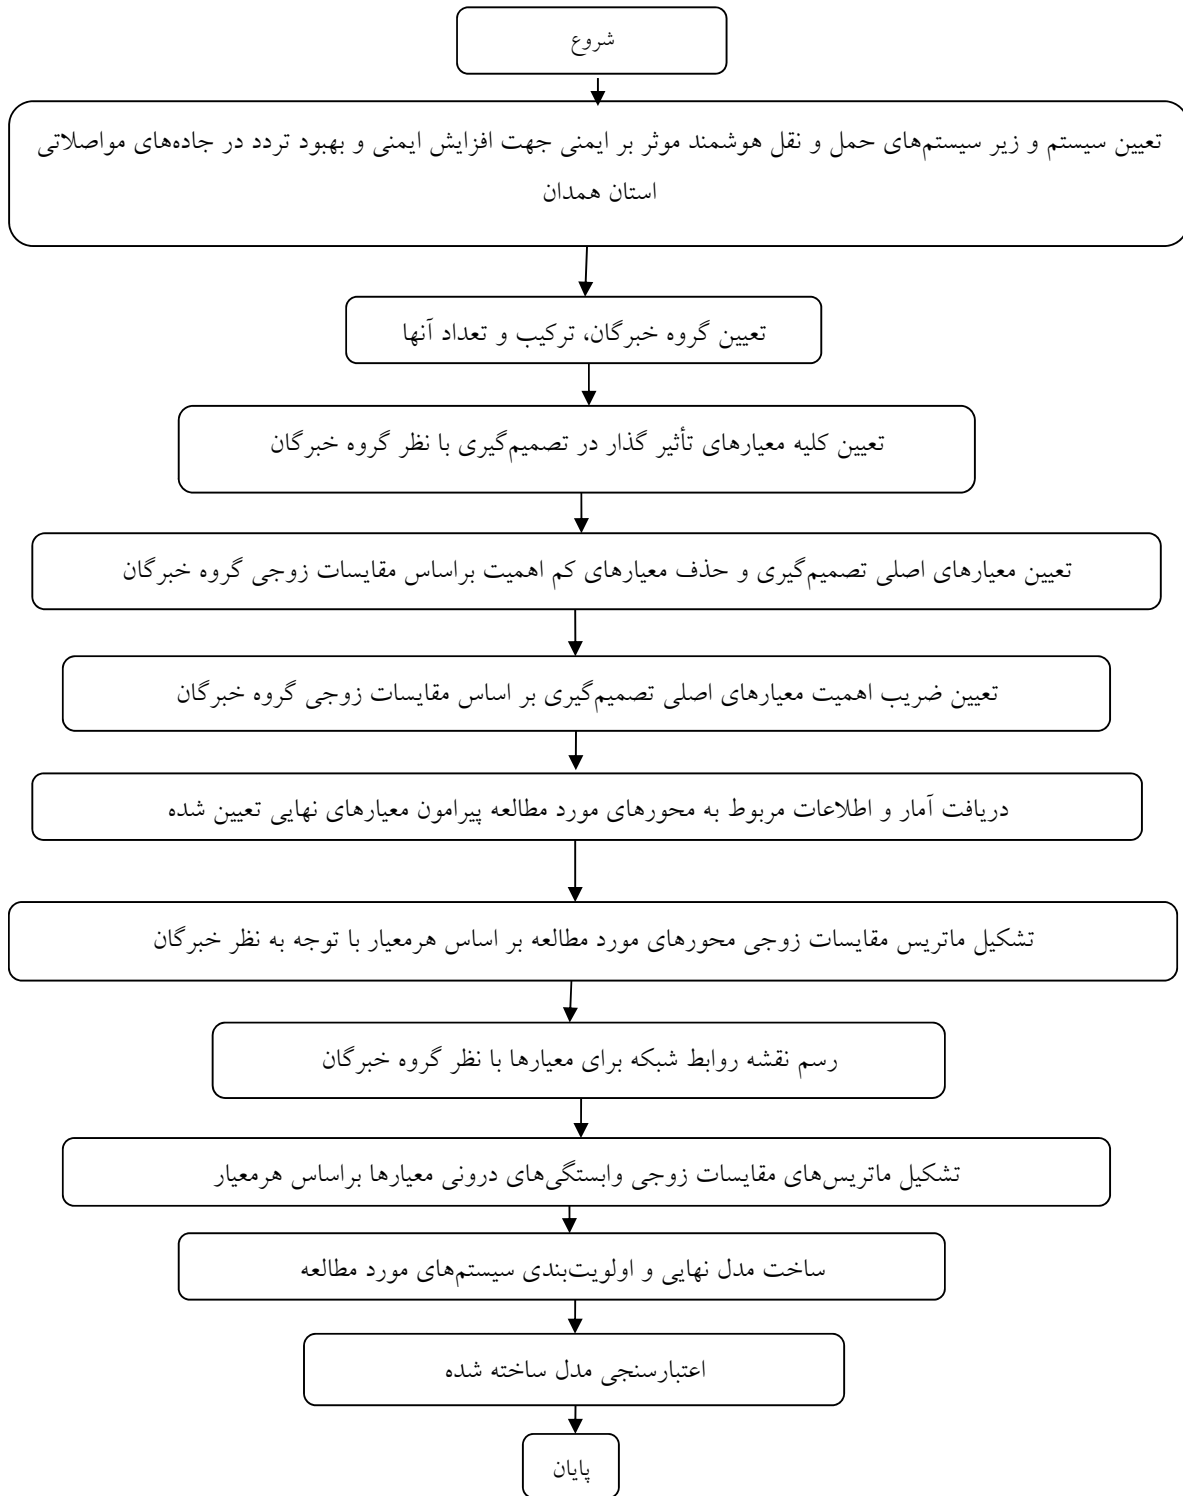 شروع
تعیین سیستم و زیر سیستم‌های حمل و نقل هوشمند موثر بر ایمنی جهت افزایش ایمنی و بهبود تردد در جاده‌های مواصلاتی
استان همدان
تعیین گروه خبرگان، ترکیب و تعداد آنها
تعیین کلیه معیارهای تأثیر گذار در تصمیم‌گیری با نظر گروه خبرگان
تعیین معیارهای اصلی تصمیم‌گیری و حذف معیارهای کم اهمیت براساس مقایسات زوجی گروه خبرگان
تعیین ضریب اهمیت معیارهای اصلی تصمیم‌گیری بر اساس مقایسات زوجی گروه خبرگان
دریافت آمار و اطلاعات مربوط به محورهای مورد مطالعه پیرامون معیارهای نهایی تعیین شده
تشکیل ماتریس مقایسات زوجی محورهای مورد مطالعه بر اساس هرمعیار با توجه به نظر خبرگان
رسم نقشه روابط شبکه برای معیارها با نظر گروه خبرگان
تشکیل ماتریس‌های مقایسات زوجی وابستگی‌های درونی معیارها براساس هرمعیار
ساخت مدل نهایی و اولویت‌بندی سیستم‌های مورد مطالعه
اعتبارسنجی مدل ساخته شده
پایان